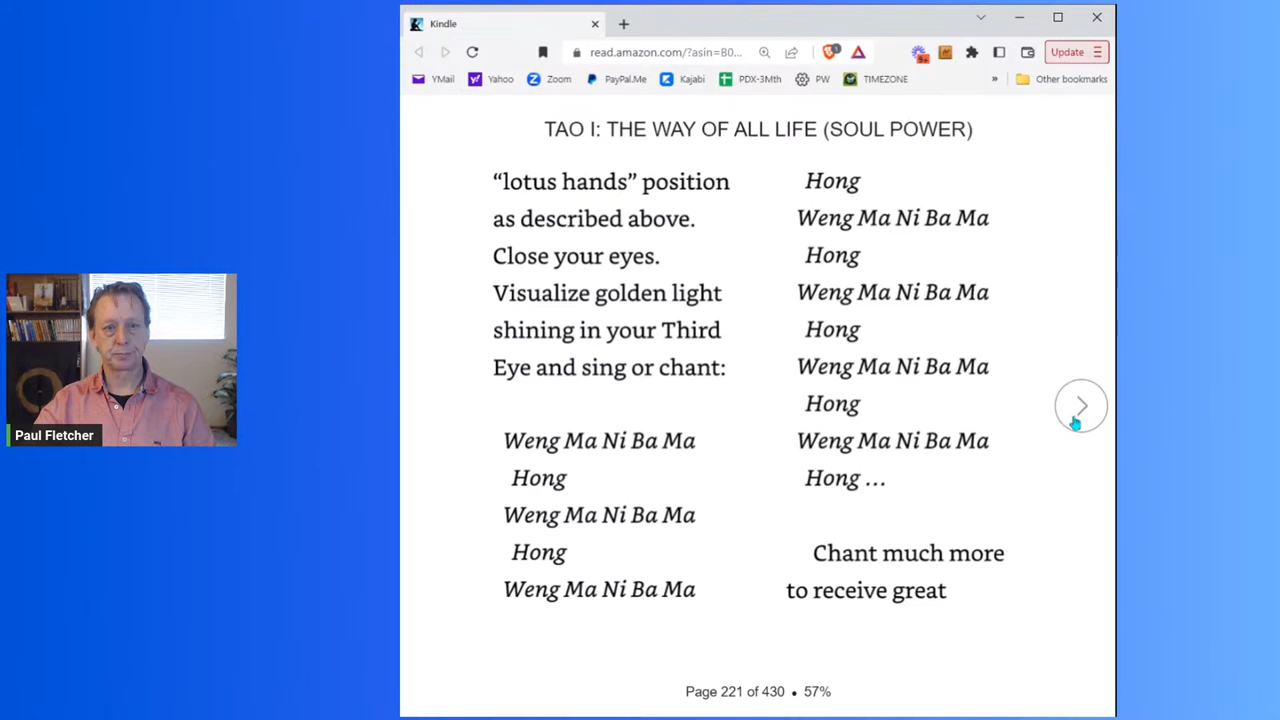 Kindle
read.amazon.com/?asin=B0...
Update
YMail
Yahoo
Zoom
PayPal.Me
Kajabi
PDX-3Mth
PW
TIMEZONE
»
Other bookmarks
TAO I: THE WAY OF ALL LIFE (SOUL POWER)
“lotus hands” position
as described above.
Close your eyes.
Visualize golden light
shining in your Third
Eye and sing or chant:
Weng Ma Ni Ba Ma
Hong
Weng Ma Ni Ba Ma
Hong
Weng Ma Ni Ba Ma
Hong
Weng Ma Ni Ba Ma
Hong
Weng Ma Ni Ba Ma
Hong
Weng Ma Ni Ba Ma
Hong
Weng Ma Ni Ba Ma
Hong …
Chant much more
to receive great
Page 221 of 430 • 57%
Paul Fletcher